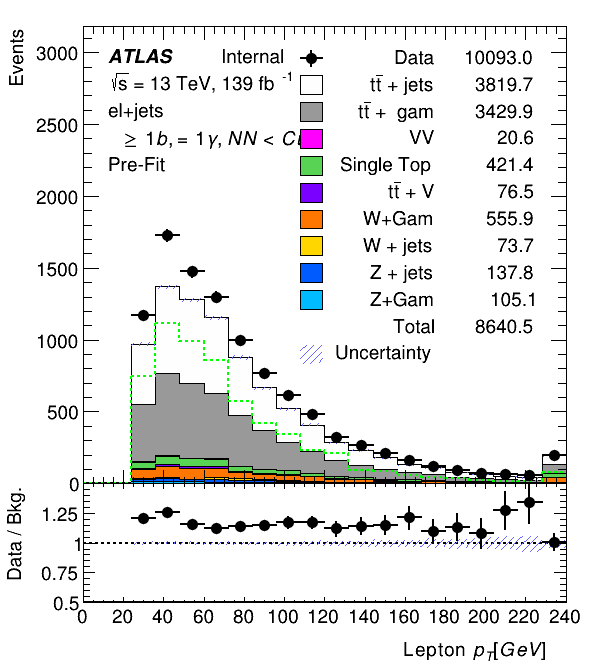 Events
3000
2500
2000
1500
1000
500
0
ATLAS Internal
√s = 13 TeV, 139 fb⁻¹
el+jets
≥ 1b, = 1γ, NN <
Pre-Fit
Data 10093.0
tt̄ + jets 3819.7
tt̄ + gam 3429.9
VV 20.6
Single Top 421.4
tt̄ + V 76.5
W+Gam 555.9
W + jets 73.7
Z + jets 137.8
Z+Gam 105.1
Total 8640.5
Uncertainty
Data / Bkg.
1.25
1
0.75
0.5
0 20 40 60 80 100 120 140 160 180 200 220 240
Lepton p_T[GeV]